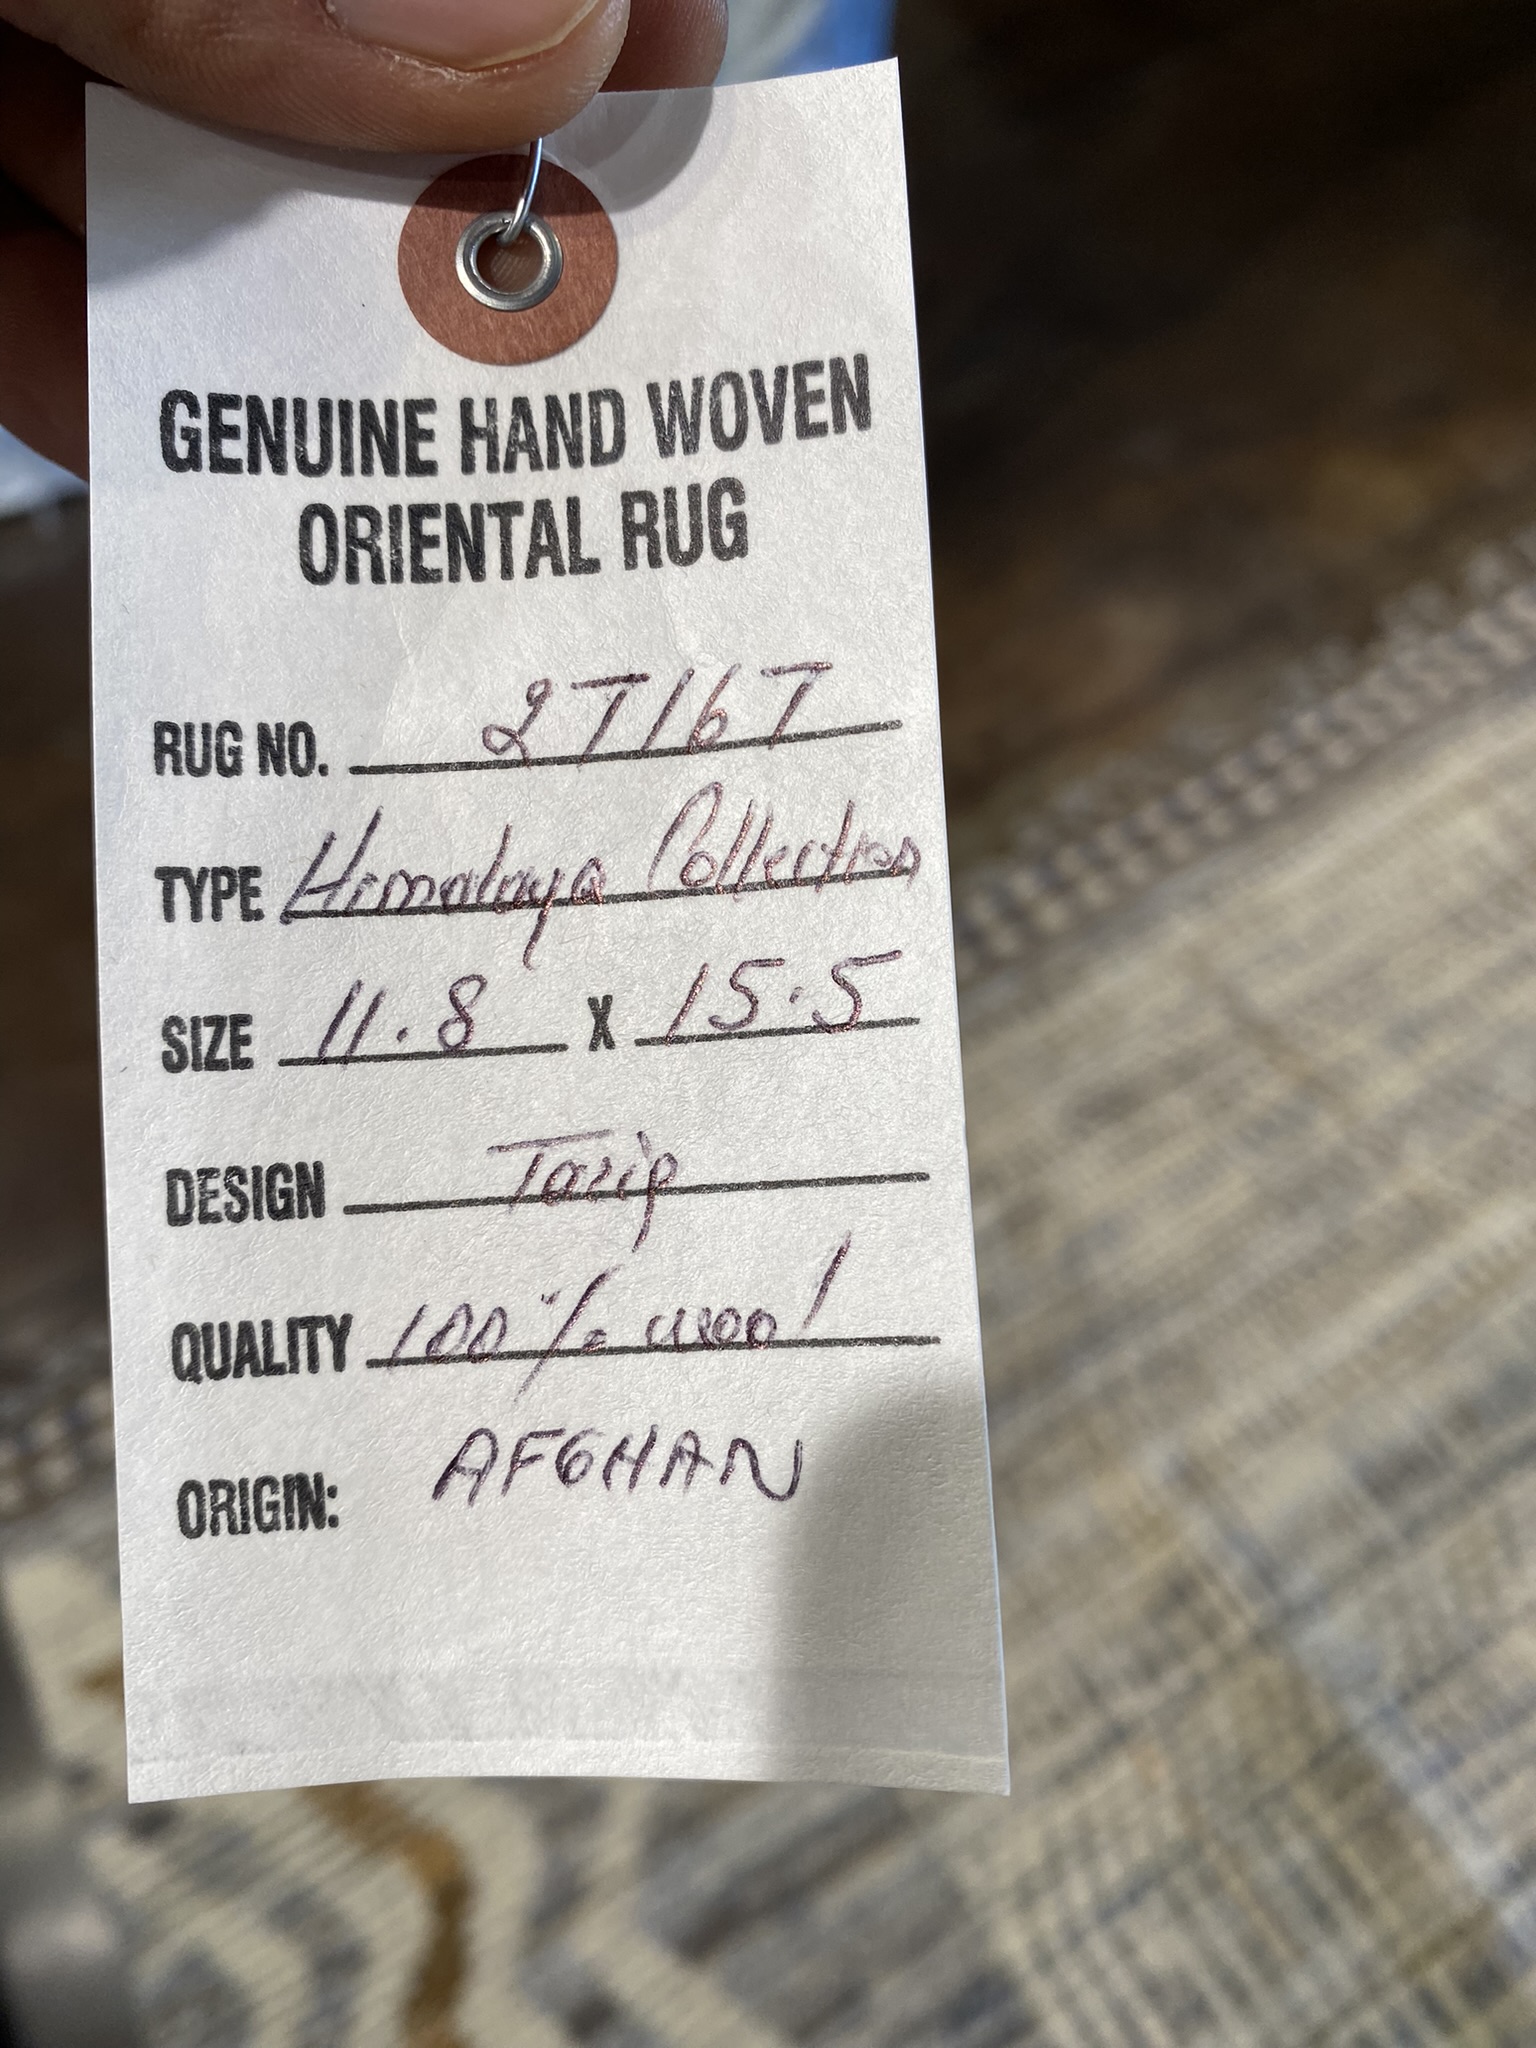 GENUINE HAND WOVEN
ORIENTAL RUG
RUG NO. 27167
TYPE Himalaya Collection
SIZE 11.8 X 15.5
DESIGN
QUALITY 100% wool
ORIGIN: AFGHAN